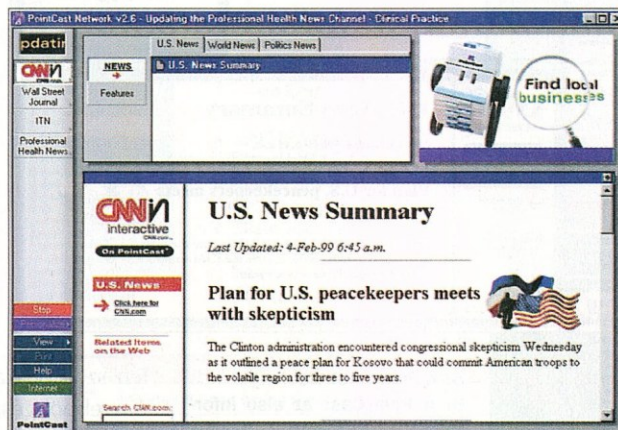 PointCast Network v2.6 - Updating the Professional Health News Channel - Clinical Practice
pdatin
CNN
Wall Street
Journal
ITN
Professional
Health News
Stop
Personalize
View
Print
Help
Internet
PointCast
NEWS
Features
U.S. News
World News
Politics News
U.S. News Summary
Find local
businesses
CNN
interactive
CNN.com
On PointCast
U.S. News
Click here for
CNN.com
Related Items
on the Web
Search CNN.com:
U.S. News Summary
Last Updated: 4-Feb-99 6:45 a.m.
Plan for U.S. peacekeepers meets
with skepticism
The Clinton administration encountered congressional skepticism Wednesday
as it outlined a peace plan for Kosovo that could commit American troops to
the volatile region for three to five years.